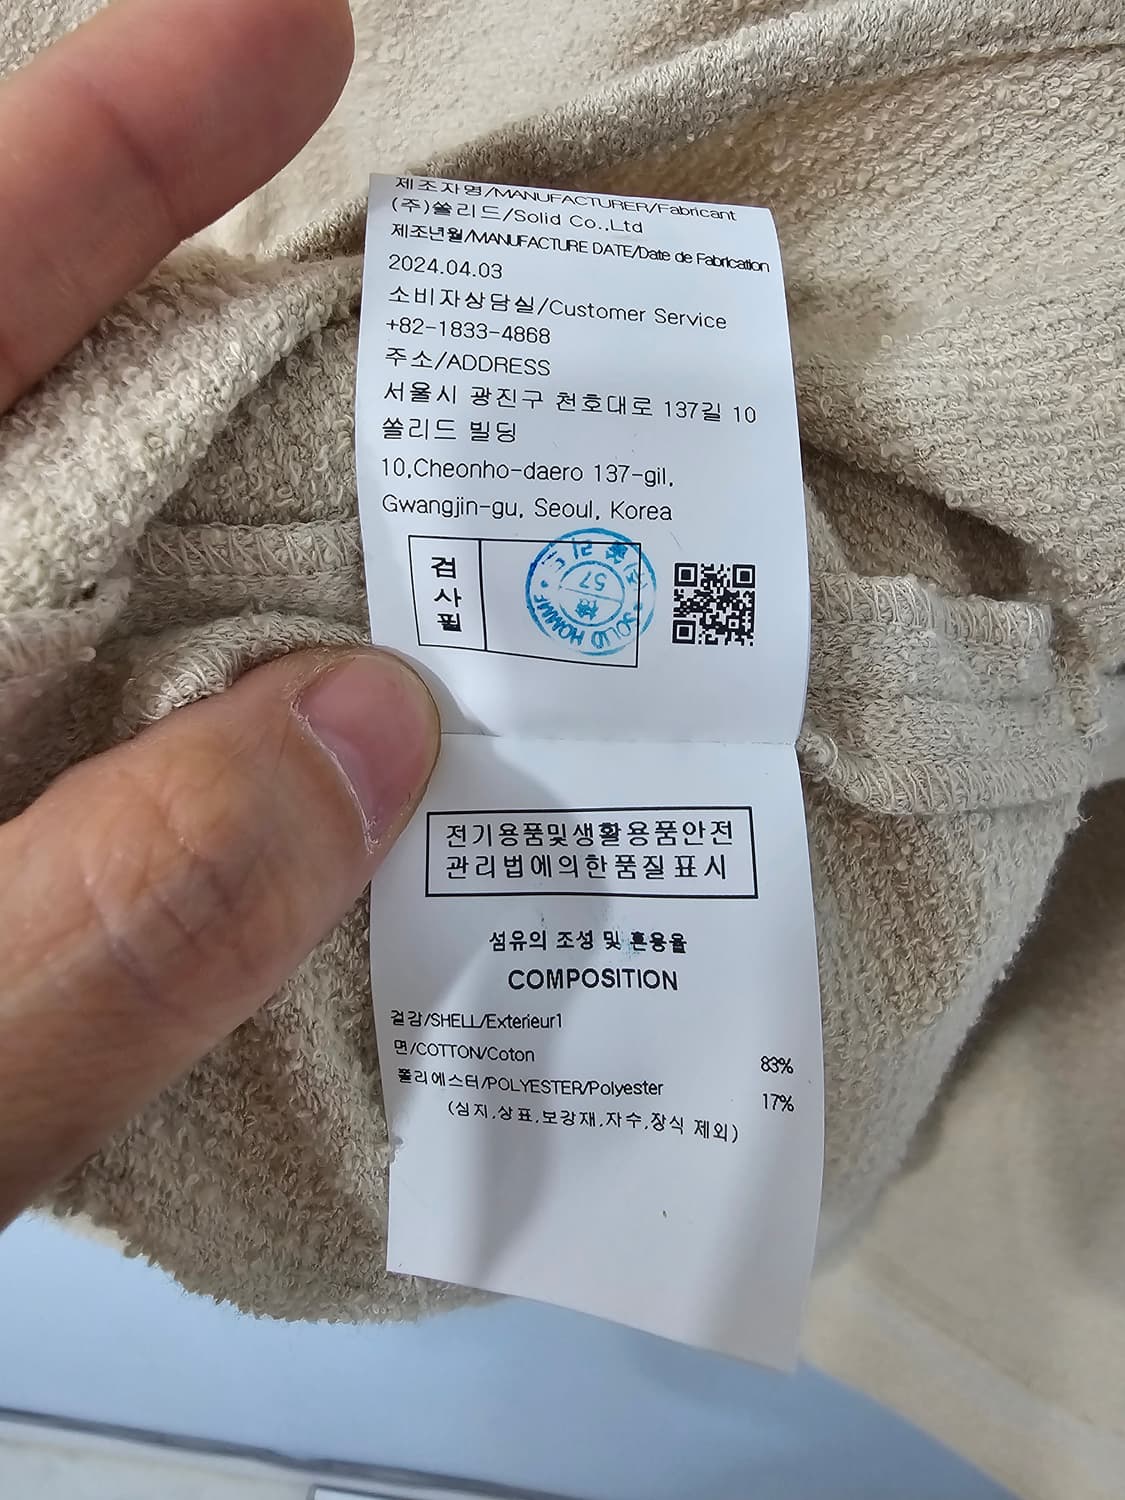 제조자명/MANUFACTURER/Fabricant
(주)쏠리드/Solid Co.,Ltd
제조년월/MANUFACTURE DATE/Date de Fabrication
2024.04.03
소비자상담실/Customer Service
+82-1833-4868
주소/ADDRESS
서울시 광진구 천호대로 137길 10
쏠리드 빌딩
10,Cheonho-daero 137-gil,
Gwangjin-gu, Seoul, Korea
검사필
SOLID HOMME
57
전기용품및생활용품안전
관리법에의한품질표시
섬유의 조성 및 혼용율
COMPOSITION
겉감/SHELL/Exterieur1
면/COTTON/Coton 83%
폴리에스터/POLYESTER/Polyester 17%
(심지,상표,보강재,자수,장식 제외)